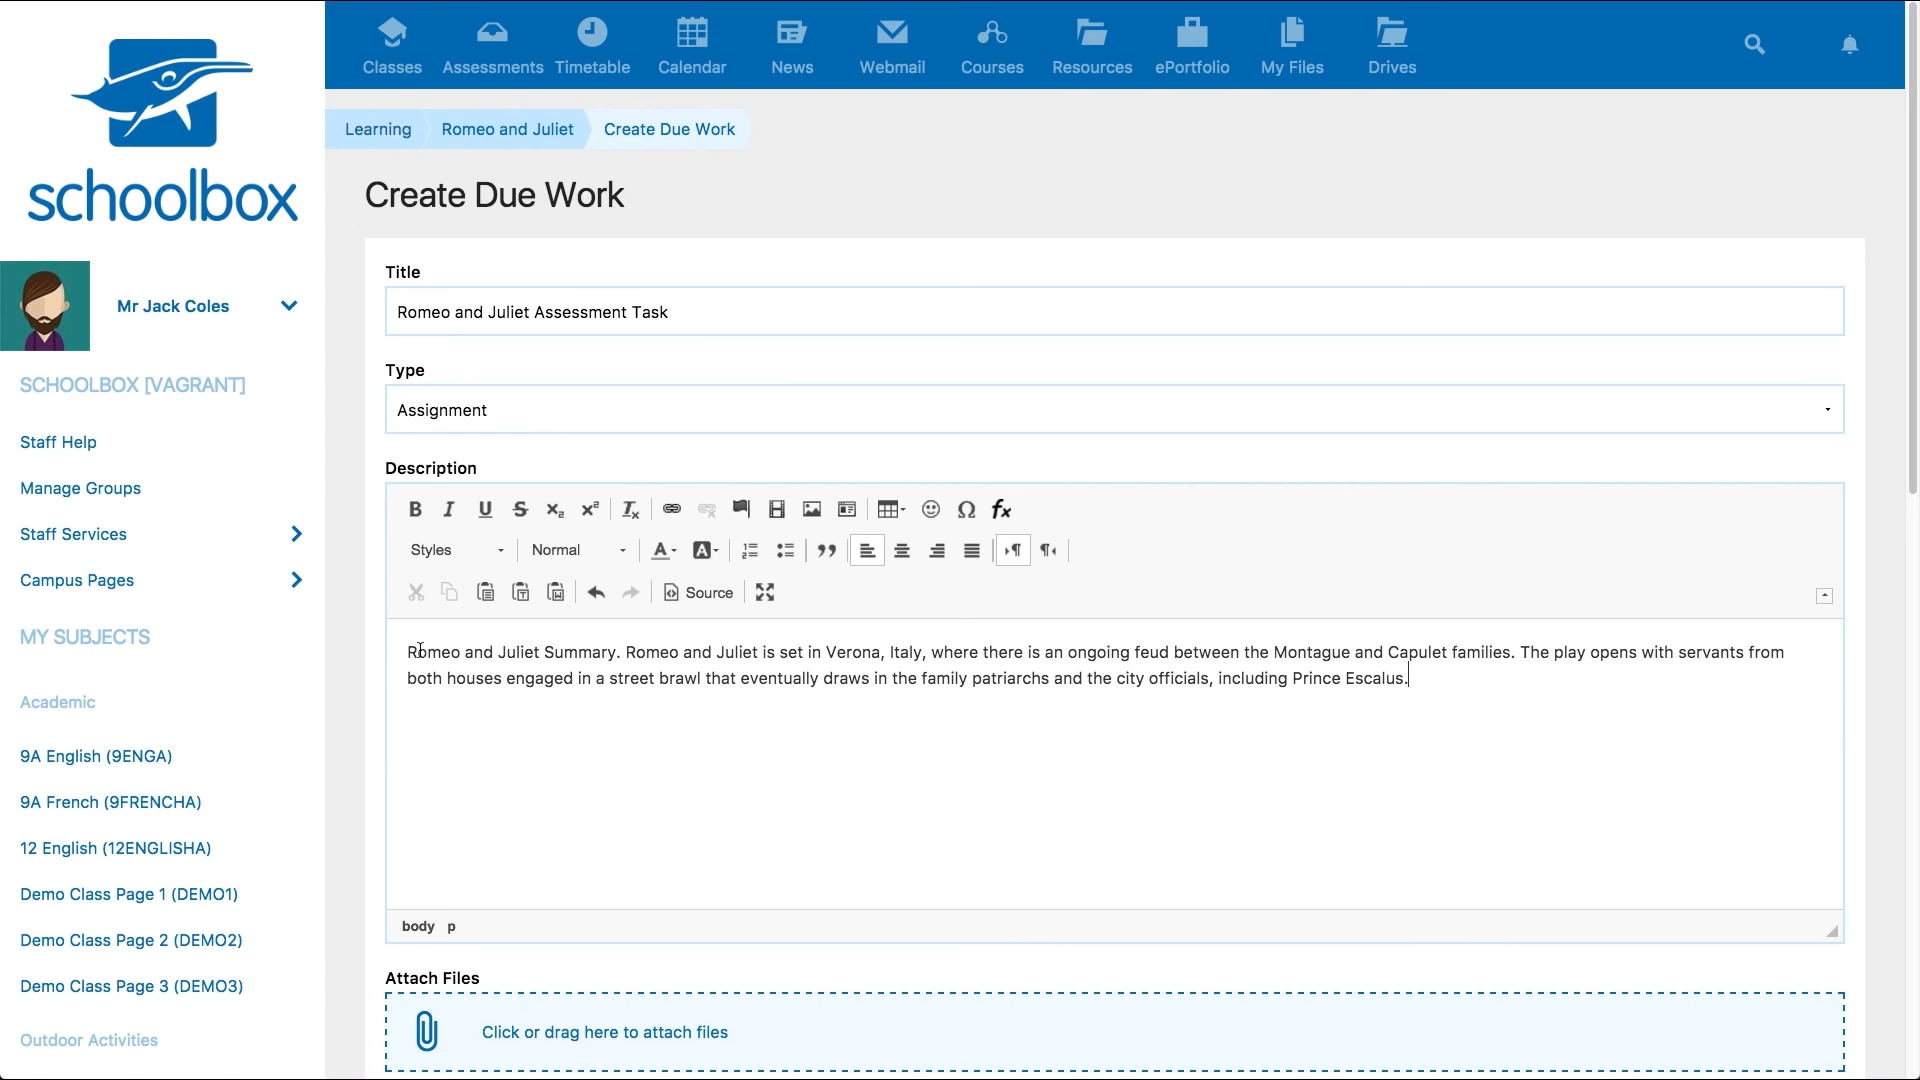 schoolbox
Mr Jack Coles
SCHOOLBOX [VAGRANT]
Staff Help
Manage Groups
Staff Services
Campus Pages
MY SUBJECTS
Academic
9A English (9ENGA)
9A French (9FRENCHA)
12 English (12ENGLISHA)
Demo Class Page 1 (DEMO1)
Demo Class Page 2 (DEMO2)
Demo Class Page 3 (DEMO3)
Outdoor Activities
Classes Assessments Timetable Calendar News Webmail Courses Resources ePortfolio My Files Drives
Learning Romeo and Juliet Create Due Work
Create Due Work
Title
Romeo and Juliet Assessment Task
Type
Assignment
Description
Styles Normal
Source
Romeo and Juliet Summary. Romeo and Juliet is set in Verona, Italy, where there is an ongoing feud between the Montague and Capulet families. The play opens with servants from
both houses engaged in a street brawl that eventually draws in the family patriarchs and the city officials, including Prince Escalus.
body p
Attach Files
Click or drag here to attach files